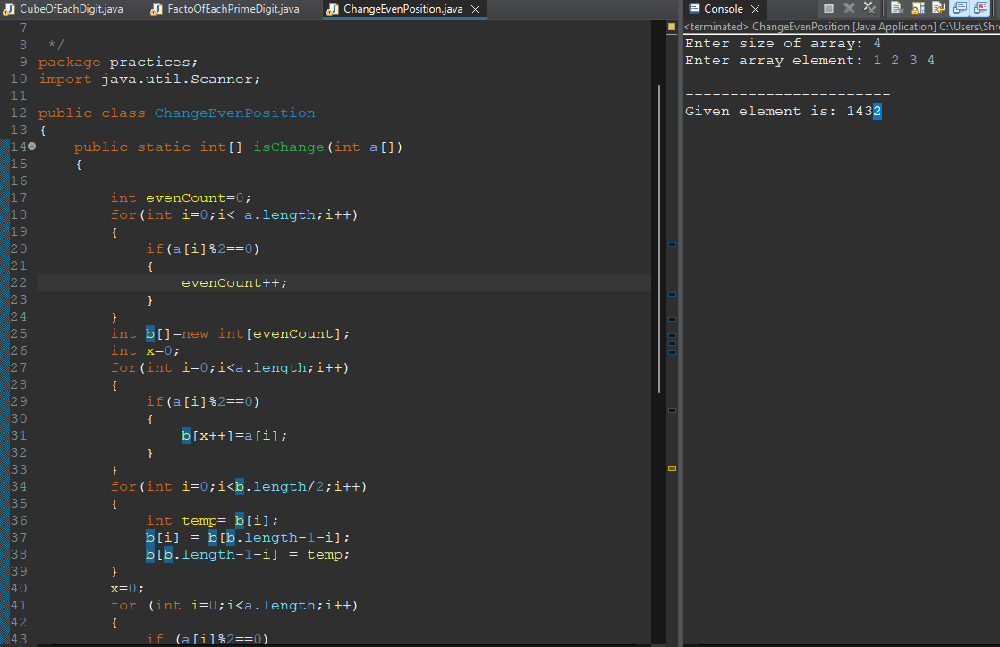 CubeOfEachDigit.java FactoOfEachPrimeDigit.java ChangeEvenPosition.java
7
8 */
9 package practices;
10 import java.util.Scanner;
11
12 public class ChangeEvenPosition
13 {
14 public static int[] isChange(int a[])
15 {
16
17 int evenCount=0;
18 for(int i=0;i< a.length;i++)
19 {
20 if(a[i]%2==0)
21 {
22 evenCount++;
23 }
24 }
25 int b[]=new int[evenCount];
26 int x=0;
27 for(int i=0;i<a.length;i++)
28 {
29 if(a[i]%2==0)
30 {
31 b[x++]=a[i];
32 }
33 }
34 for(int i=0;i<b.length/2;i++)
35 {
36 int temp= b[i];
37 b[i] = b[b.length-1-i];
38 b[b.length-1-i] = temp;
39 }
40 x=0;
41 for (int i=0;i<a.length;i++)
42 {
43 if (a[i]%2==0)
Console
<terminated> ChangeEvenPosition [Java Application] C:\Users\Shre
Enter size of array: 4
Enter array element: 1 2 3 4
-----------------------
Given element is: 1432